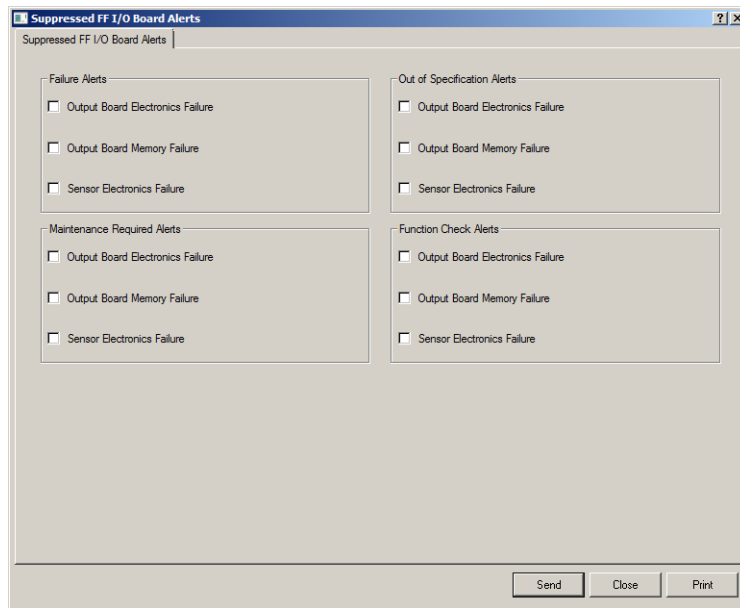 Suppressed FF I/O Board Alerts
Suppressed FF I/O Board Alerts
Failure Alerts
Output Board Electronics Failure
Output Board Memory Failure
Sensor Electronics Failure
Out of Specification Alerts
Output Board Electronics Failure
Output Board Memory Failure
Sensor Electronics Failure
Maintenance Required Alerts
Output Board Electronics Failure
Output Board Memory Failure
Sensor Electronics Failure
Function Check Alerts
Output Board Electronics Failure
Output Board Memory Failure
Sensor Electronics Failure
Send Close Print